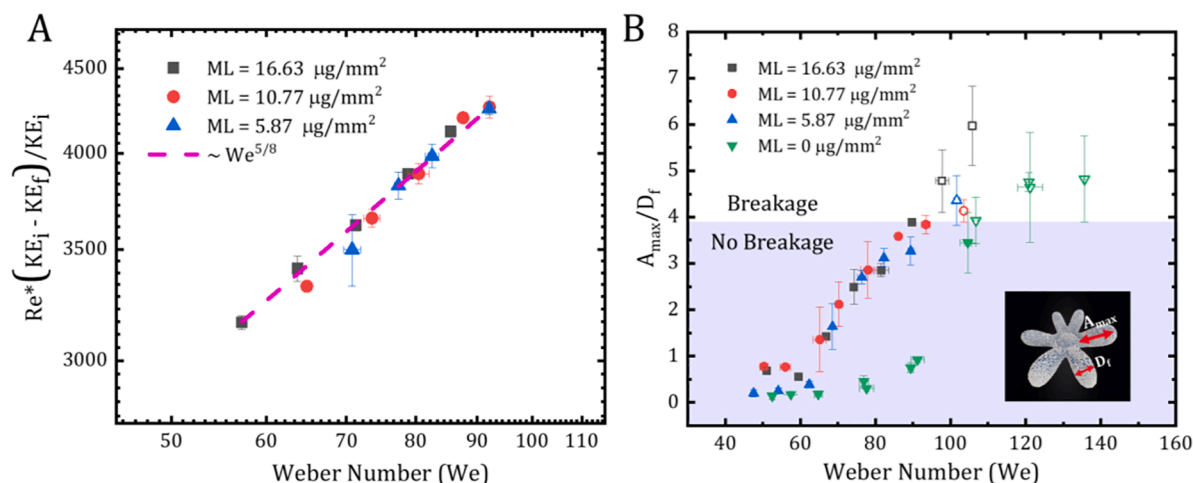 A
4500
4000
3500
3000
Re*(KEi - KEf)/KEi
ML = 16.63 μg/mm²
ML = 10.77 μg/mm²
ML = 5.87 μg/mm²
~ We^5/8
50 60 70 80 90 100 110
Weber Number (We)
B
8
7
6
5
4
3
2
1
0
Amax/Df
ML = 16.63 μg/mm²
ML = 10.77 μg/mm²
ML = 5.87 μg/mm²
ML = 0 μg/mm²
Breakage
No Breakage
Amax
Df
40 60 80 100 120 140 160
Weber Number (We)